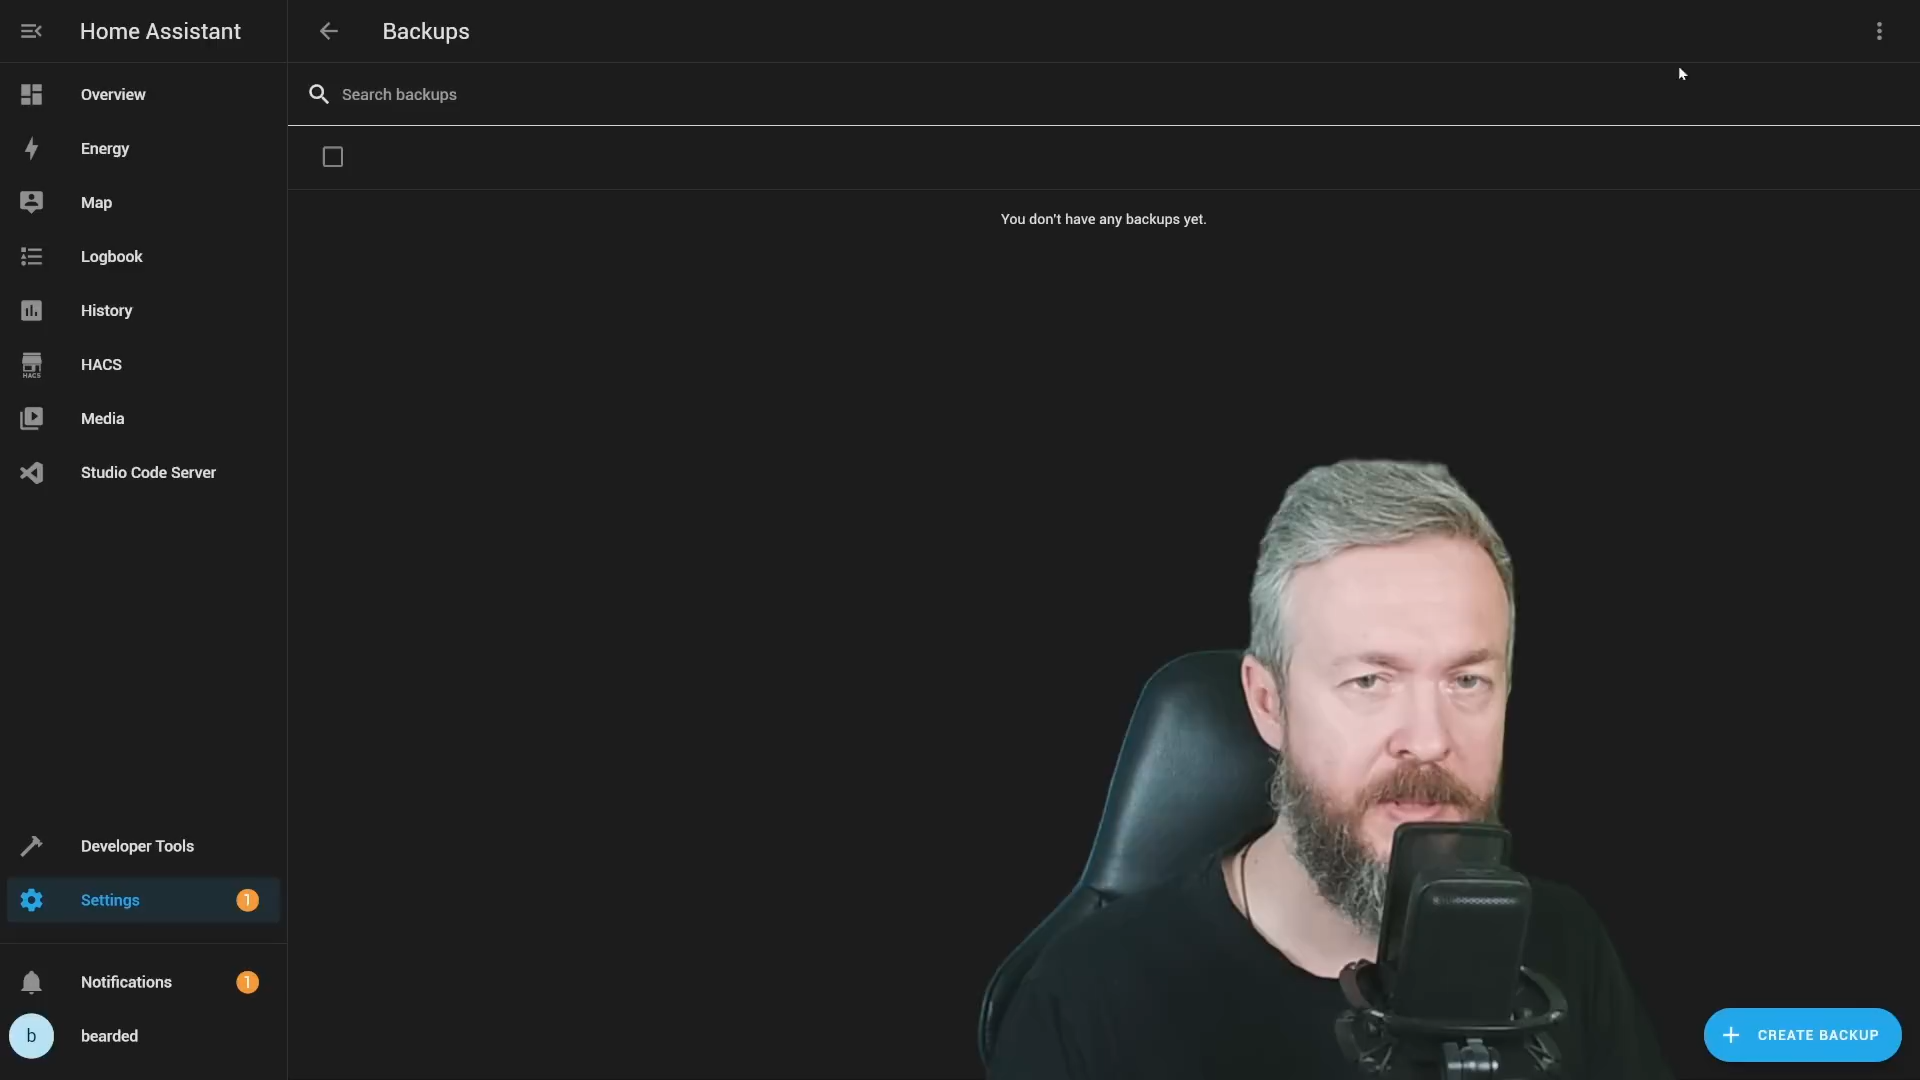 Home Assistant
Backups
Search backups
Overview
Energy
Map
Logbook
History
HACS
HACS
Media
Studio Code Server
You don't have any backups yet.
Developer Tools
Settings 1
Notifications 1
b bearded
CREATE BACKUP